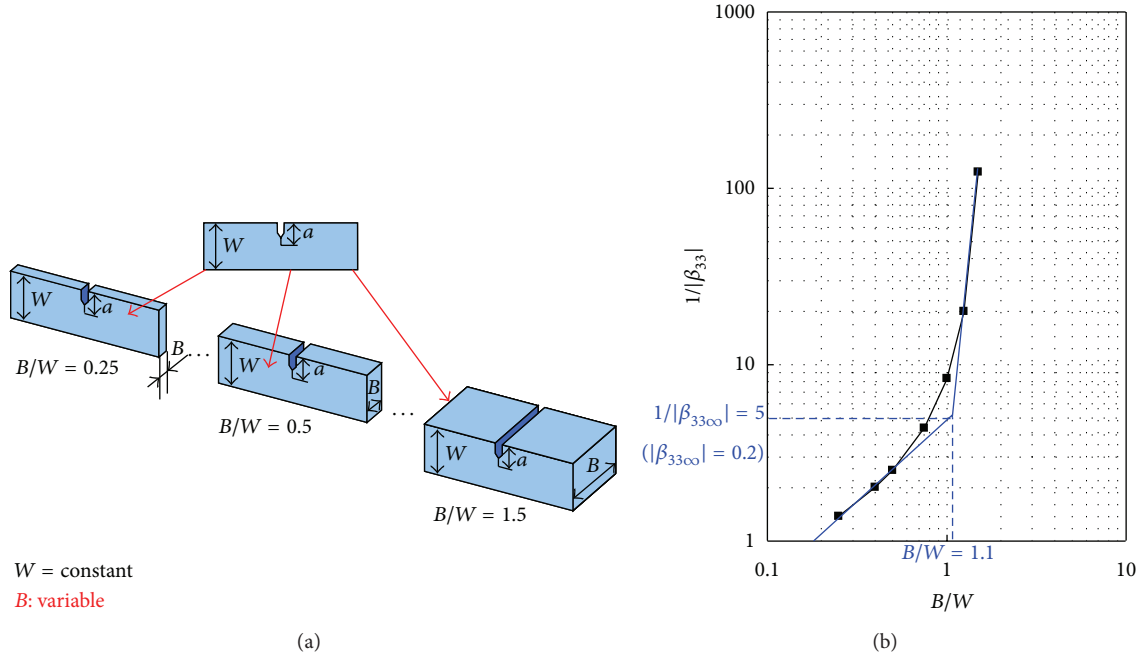 W
a
W
a
B
B/W = 0.25
...
W
a
B
B/W = 0.5
...
W
a
B
B/W = 1.5
W = constant
B: variable
(a)
1000
100
10
1
1/|β33|
1/|β33∞| = 5
(|β33∞| = 0.2)
B/W = 1.1
0.1
1
10
B/W
(b)